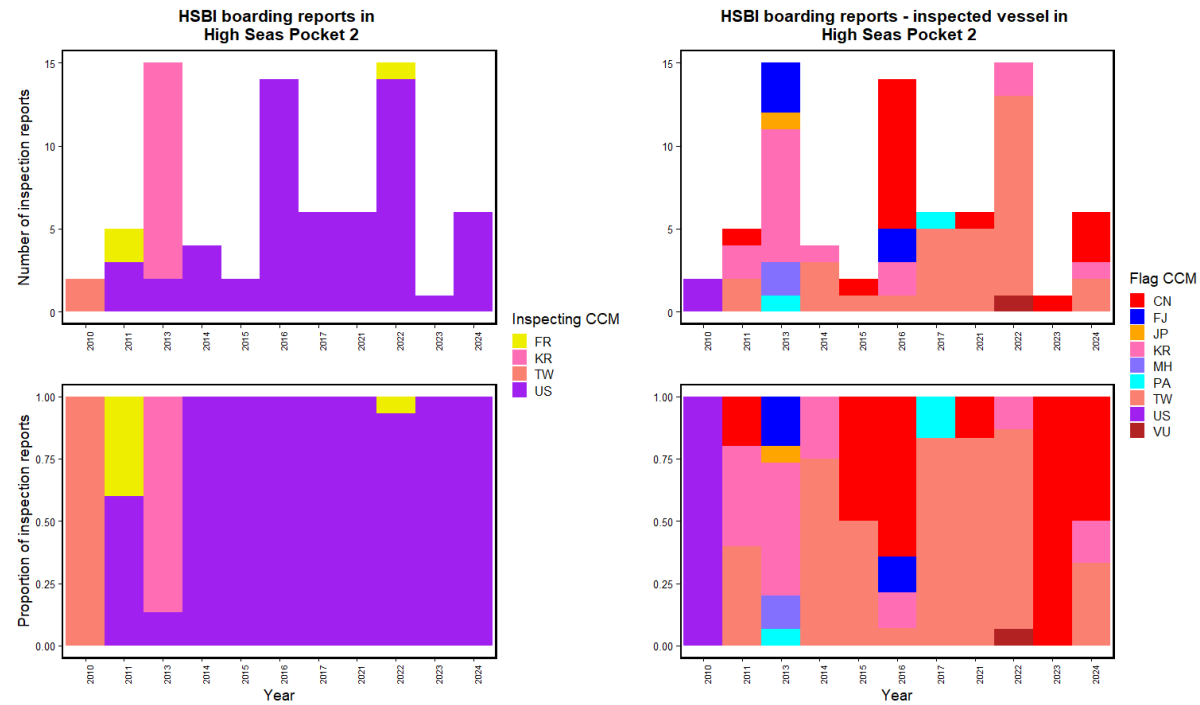 HSBI boarding reports in
High Seas Pocket 2
Number of inspection reports
15
10
5
0
2010
2011
2013
2014
2015
2016
2017
2021
2022
2023
2024
Proportion of inspection reports
1.00
0.75
0.50
0.25
0.00
2010
2011
2013
2014
2015
2016
2017
2021
2022
2023
2024
Year
Inspecting CCM
FR
KR
TW
US
HSBI boarding reports - inspected vessel in
High Seas Pocket 2
15
10
5
0
2010
2011
2013
2014
2015
2016
2017
2021
2022
2023
2024
1.00
0.75
0.50
0.25
0.00
2010
2011
2013
2014
2015
2016
2017
2021
2022
2023
2024
Year
Flag CCM
CN
FJ
JP
KR
MH
PA
TW
US
VU